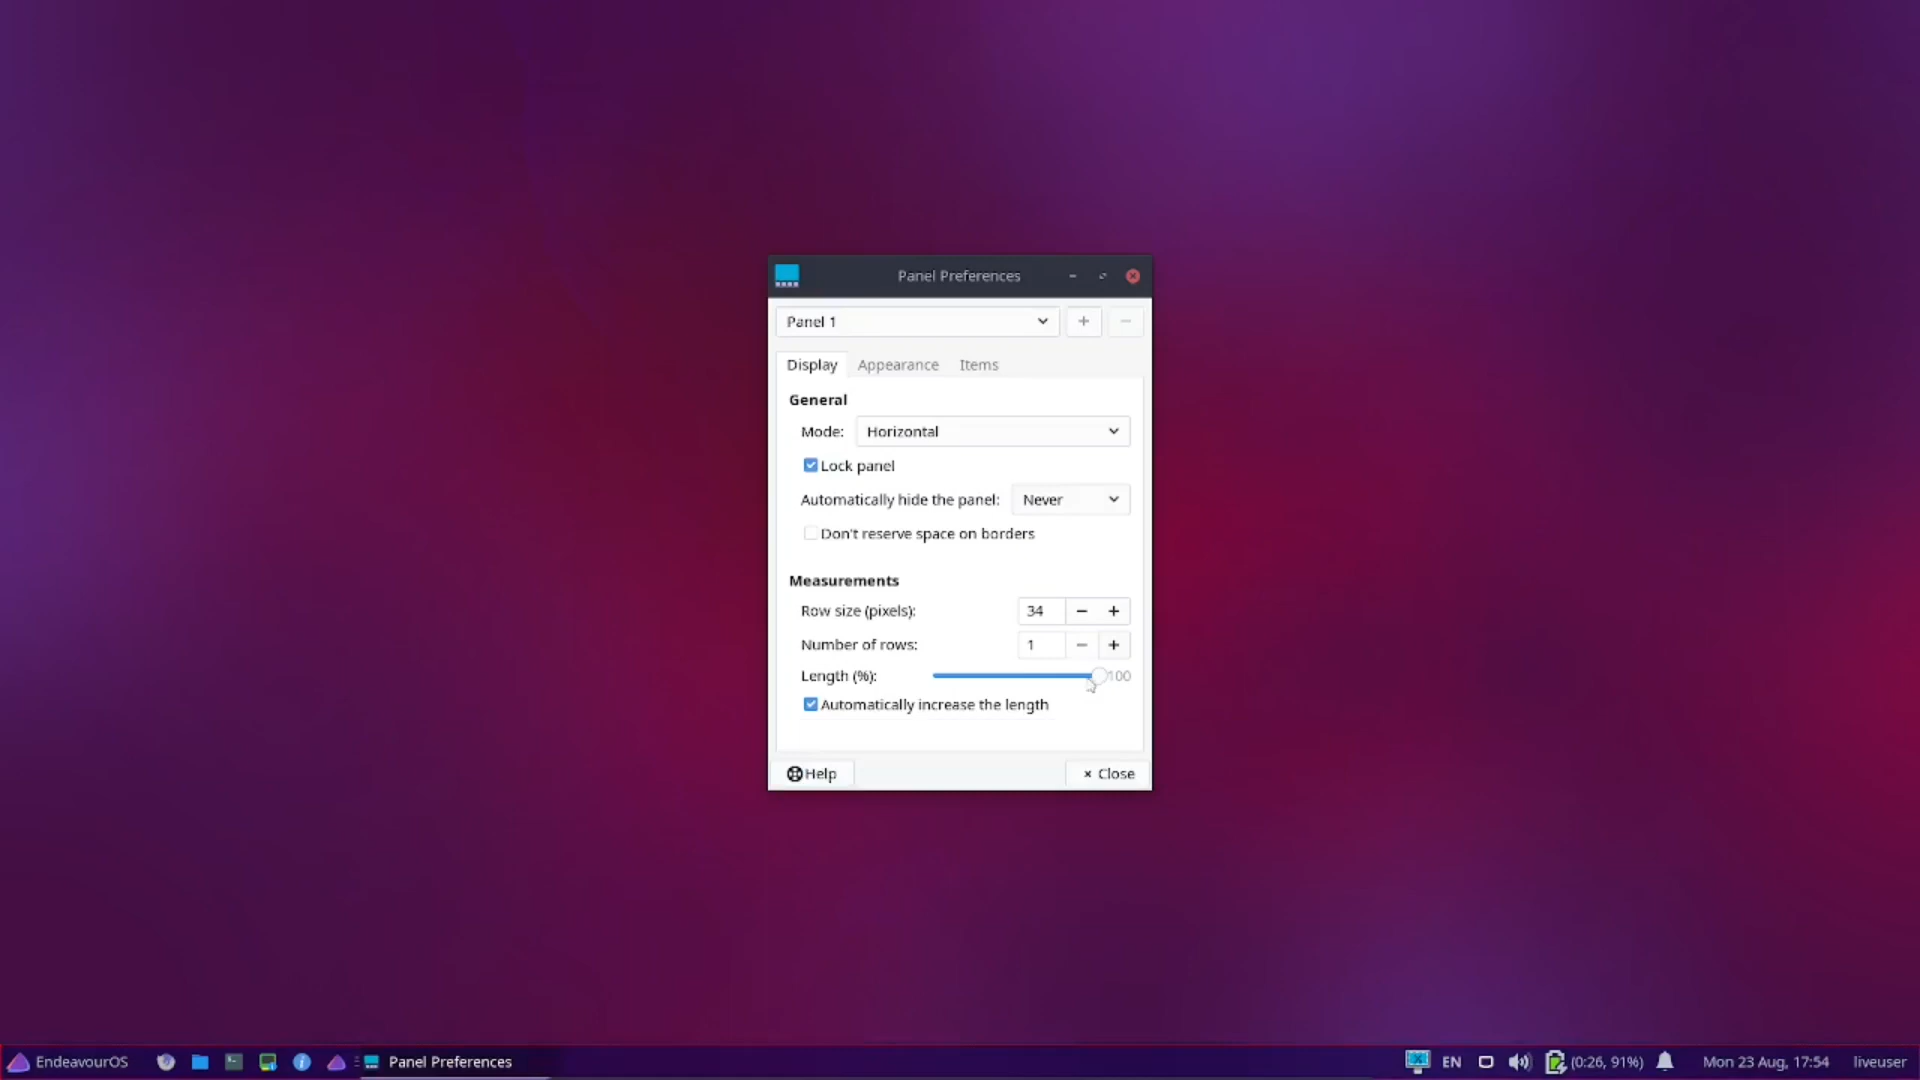 Panel Preferences
Panel 1
Display Appearance Items
General
Mode: Horizontal
Lock panel
Automatically hide the panel: Never
Don't reserve space on borders
Measurements
Row size (pixels): 34
Number of rows: 1
Length (%): 100
Automatically increase the length
Help Close
EndeavourOS Panel Preferences EN (0:26, 91%) Mon 23 Aug, 17:54 liveuser